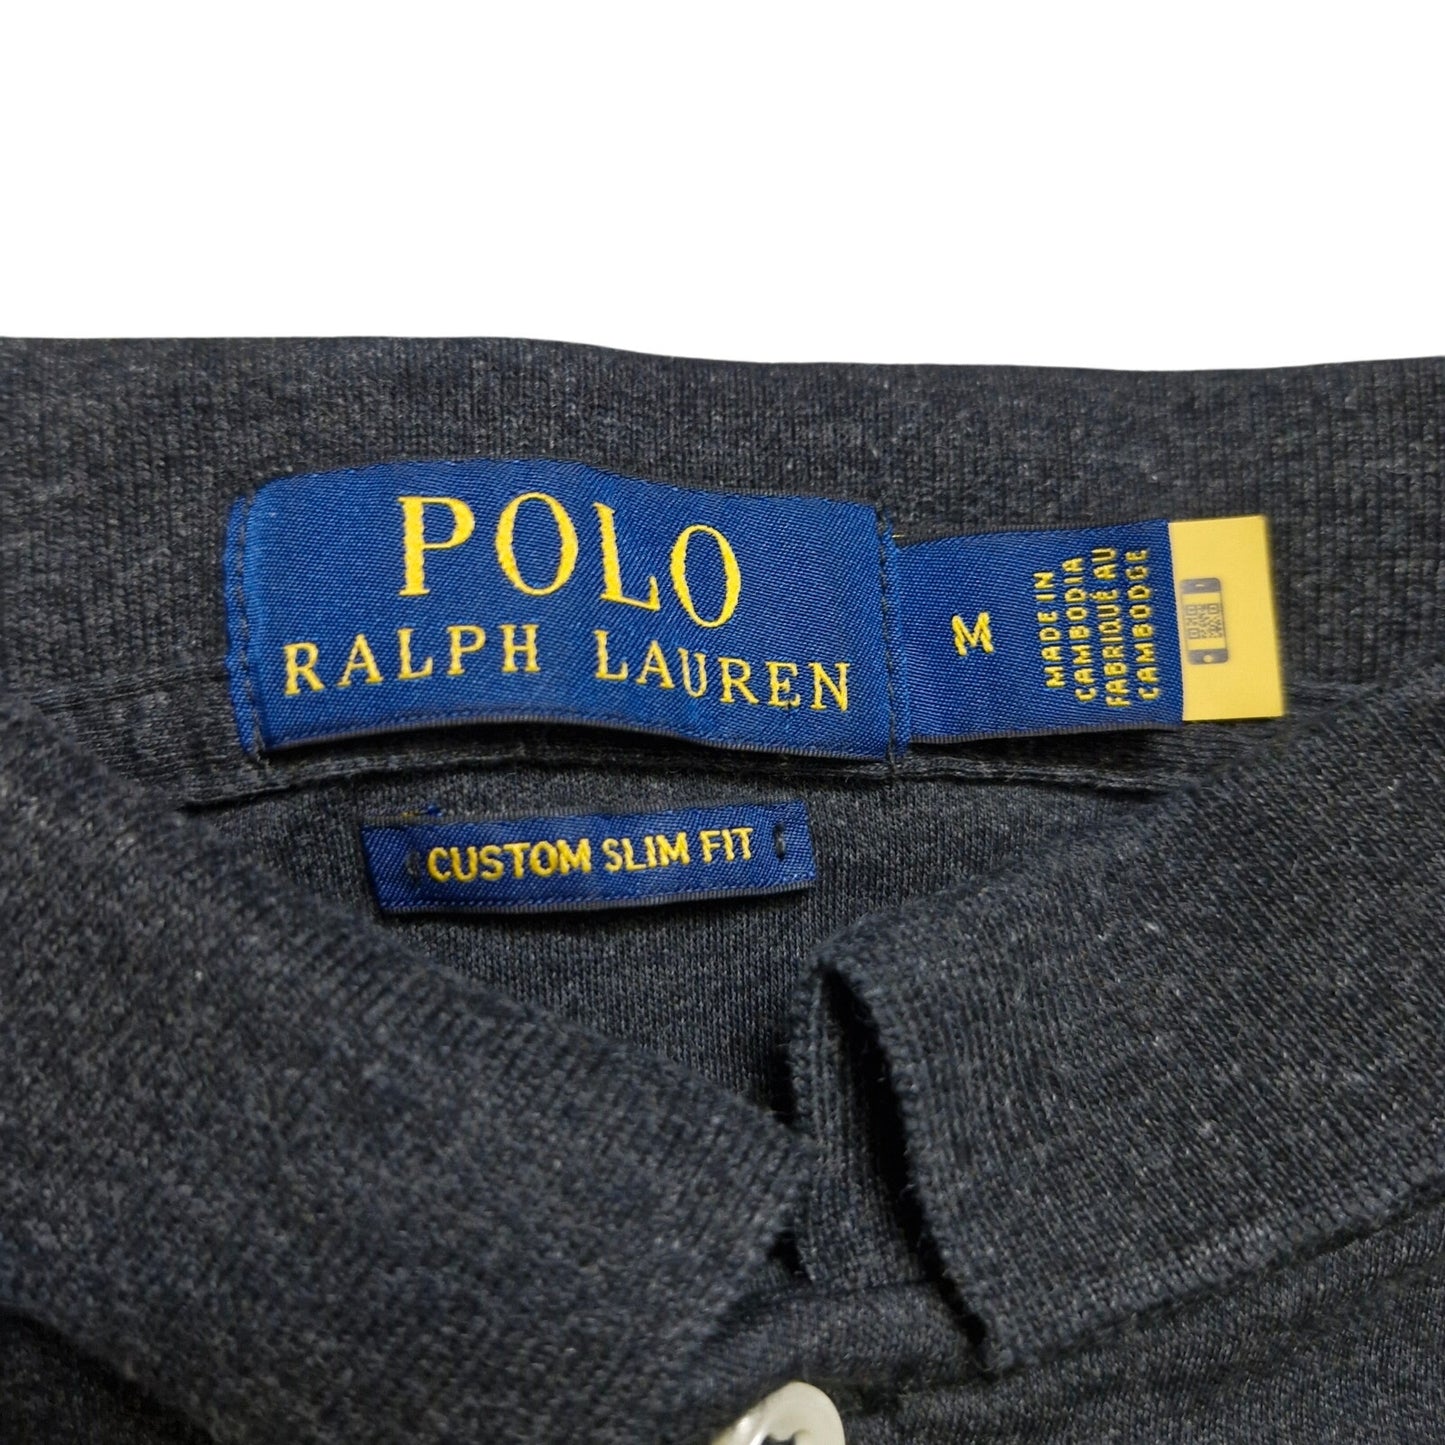 POLO
RALPH LAUREN
M
MADE IN
CAMBODIA
FABRIQUÉ AU
CAMBODGE
CUSTOM SLIM FIT